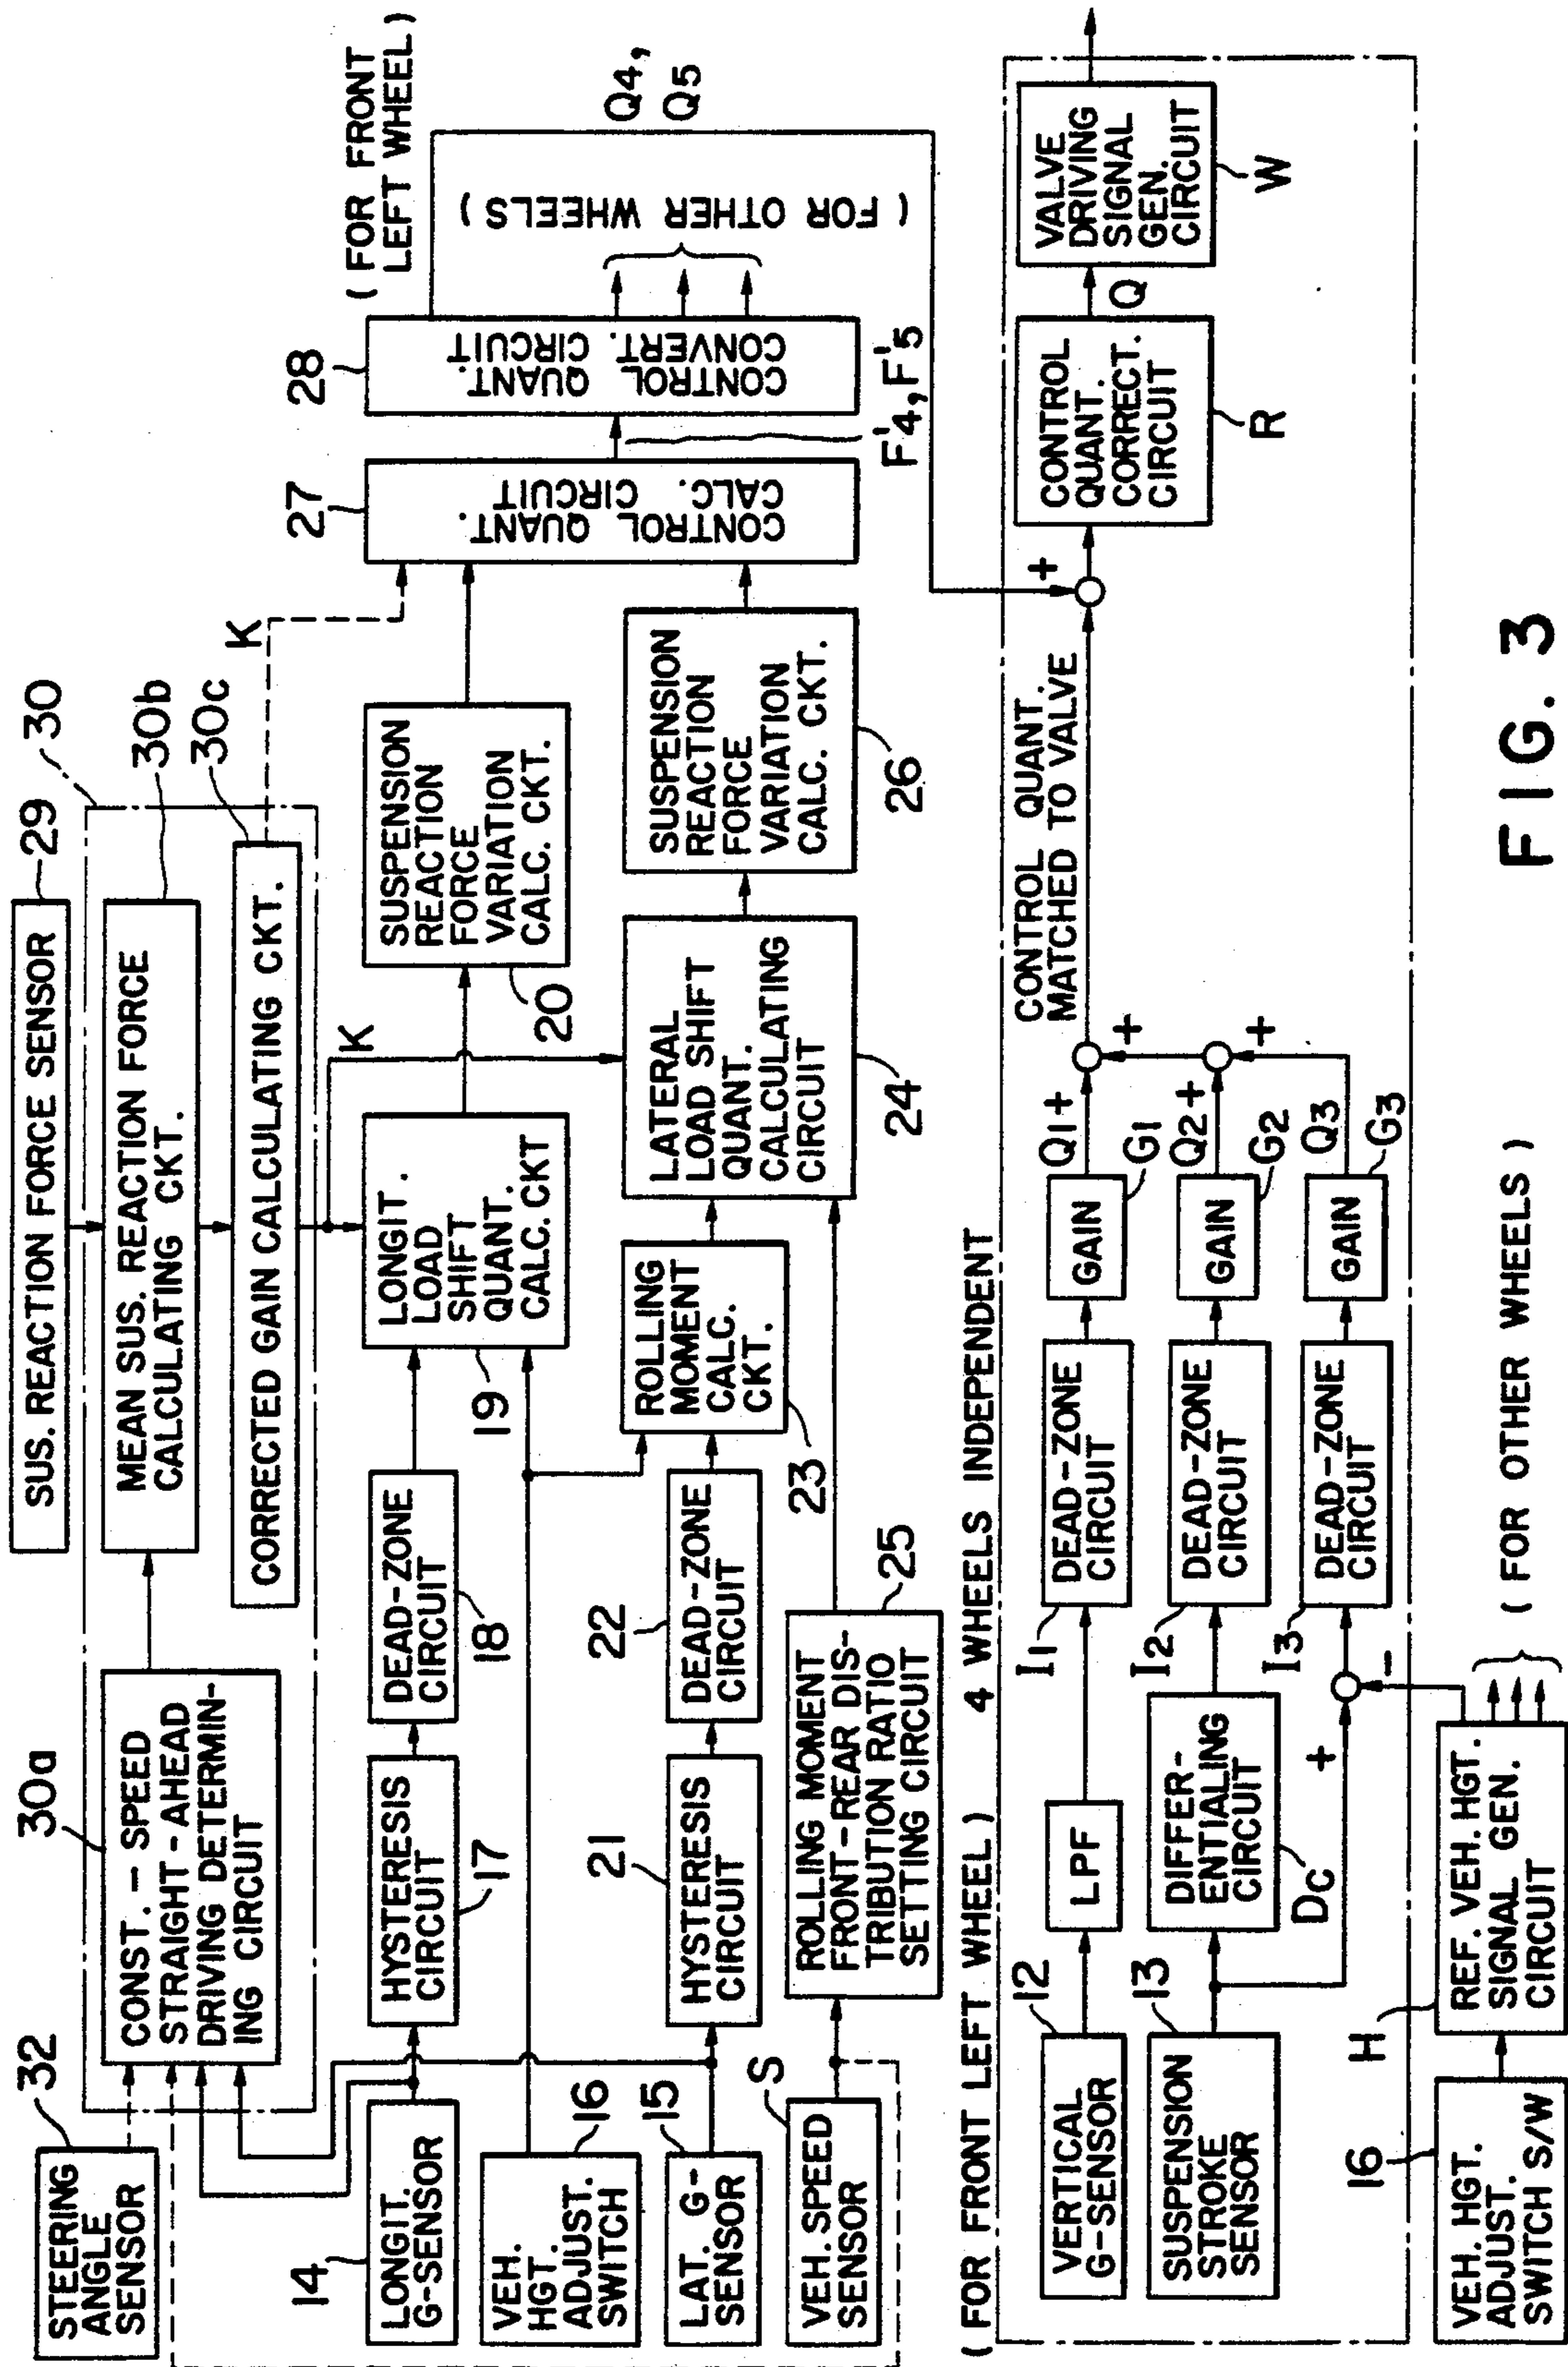 32
STEERING
ANGLE
SENSOR
30a
CONST. - SPEED
STRAIGHT - AHEAD
DRIVING DETERMIN-
ING CIRCUIT
SUS. REACTION FORCE SENSOR
29
30
MEAN SUS. REACTION FORCE
CALCULATING CKT.
30b
CORRECTED GAIN CALCULATING CKT.
30c
K
K
14
LONGIT.
G-SENSOR
HYSTERESIS
CIRCUIT
17
DEAD-ZONE
CIRCUIT
18
LONGIT.
LOAD
SHIFT
QUANT.
CALC. CKT
19
SUSPENSION
REACTION
FORCE
VARIATION
CALC. CKT.
20
27
CONTROL QUANT.
CALC. CIRCUIT
28
CONTROL QUANT.
CONVERT. CIRCUIT
F'4, F'5
(FOR FRONT
LEFT WHEEL)
Q4,
Q5
(FOR OTHER WHEELS)
VEH.
HGT.
ADJUST.
SWITCH
16
LAT. G-
SENSOR
15
21
HYSTERESIS
CIRCUIT
22
DEAD-ZONE
CIRCUIT
ROLLING
MOMENT
CALC.
CKT.
23
LATERAL
LOAD SHIFT
QUANT.
CALCULATING
CIRCUIT
24
SUSPENSION
REACTION
FORCE
VARIATION
CALC. CKT.
26
VEH. SPEED
SENSOR
S
ROLLING MOMENT
FRONT-REAR DIS-
TRIBUTION RATIO
SETTING CIRCUIT
25
(FOR FRONT LEFT WHEEL) 4 WHEELS INDEPENDENT
VERTICAL
G-SENSOR
12
LPF
I1
DEAD-ZONE
CIRCUIT
GAIN
G1
Q1+
+
CONTROL QUANT.
MATCHED TO VALVE
+
CONTROL
QUANT.
CORRECT.
CIRCUIT
R
Q
VALVE
DRIVING
SIGNAL
GEN.
CIRCUIT
W
SUSPENSION
STROKE
SENSOR
13
DIFFER-
ENTIALING
CIRCUIT
Dc
I2
DEAD-ZONE
CIRCUIT
GAIN
G2
Q2+
+
+
-
I3
DEAD-ZONE
CIRCUIT
GAIN
G3
Q3
16
VEH. HGT.
ADJUST.
SWITCH S/W
H
REF. VEH. HGT.
SIGNAL GEN.
CIRCUIT
(FOR OTHER WHEELS)
FIG. 3